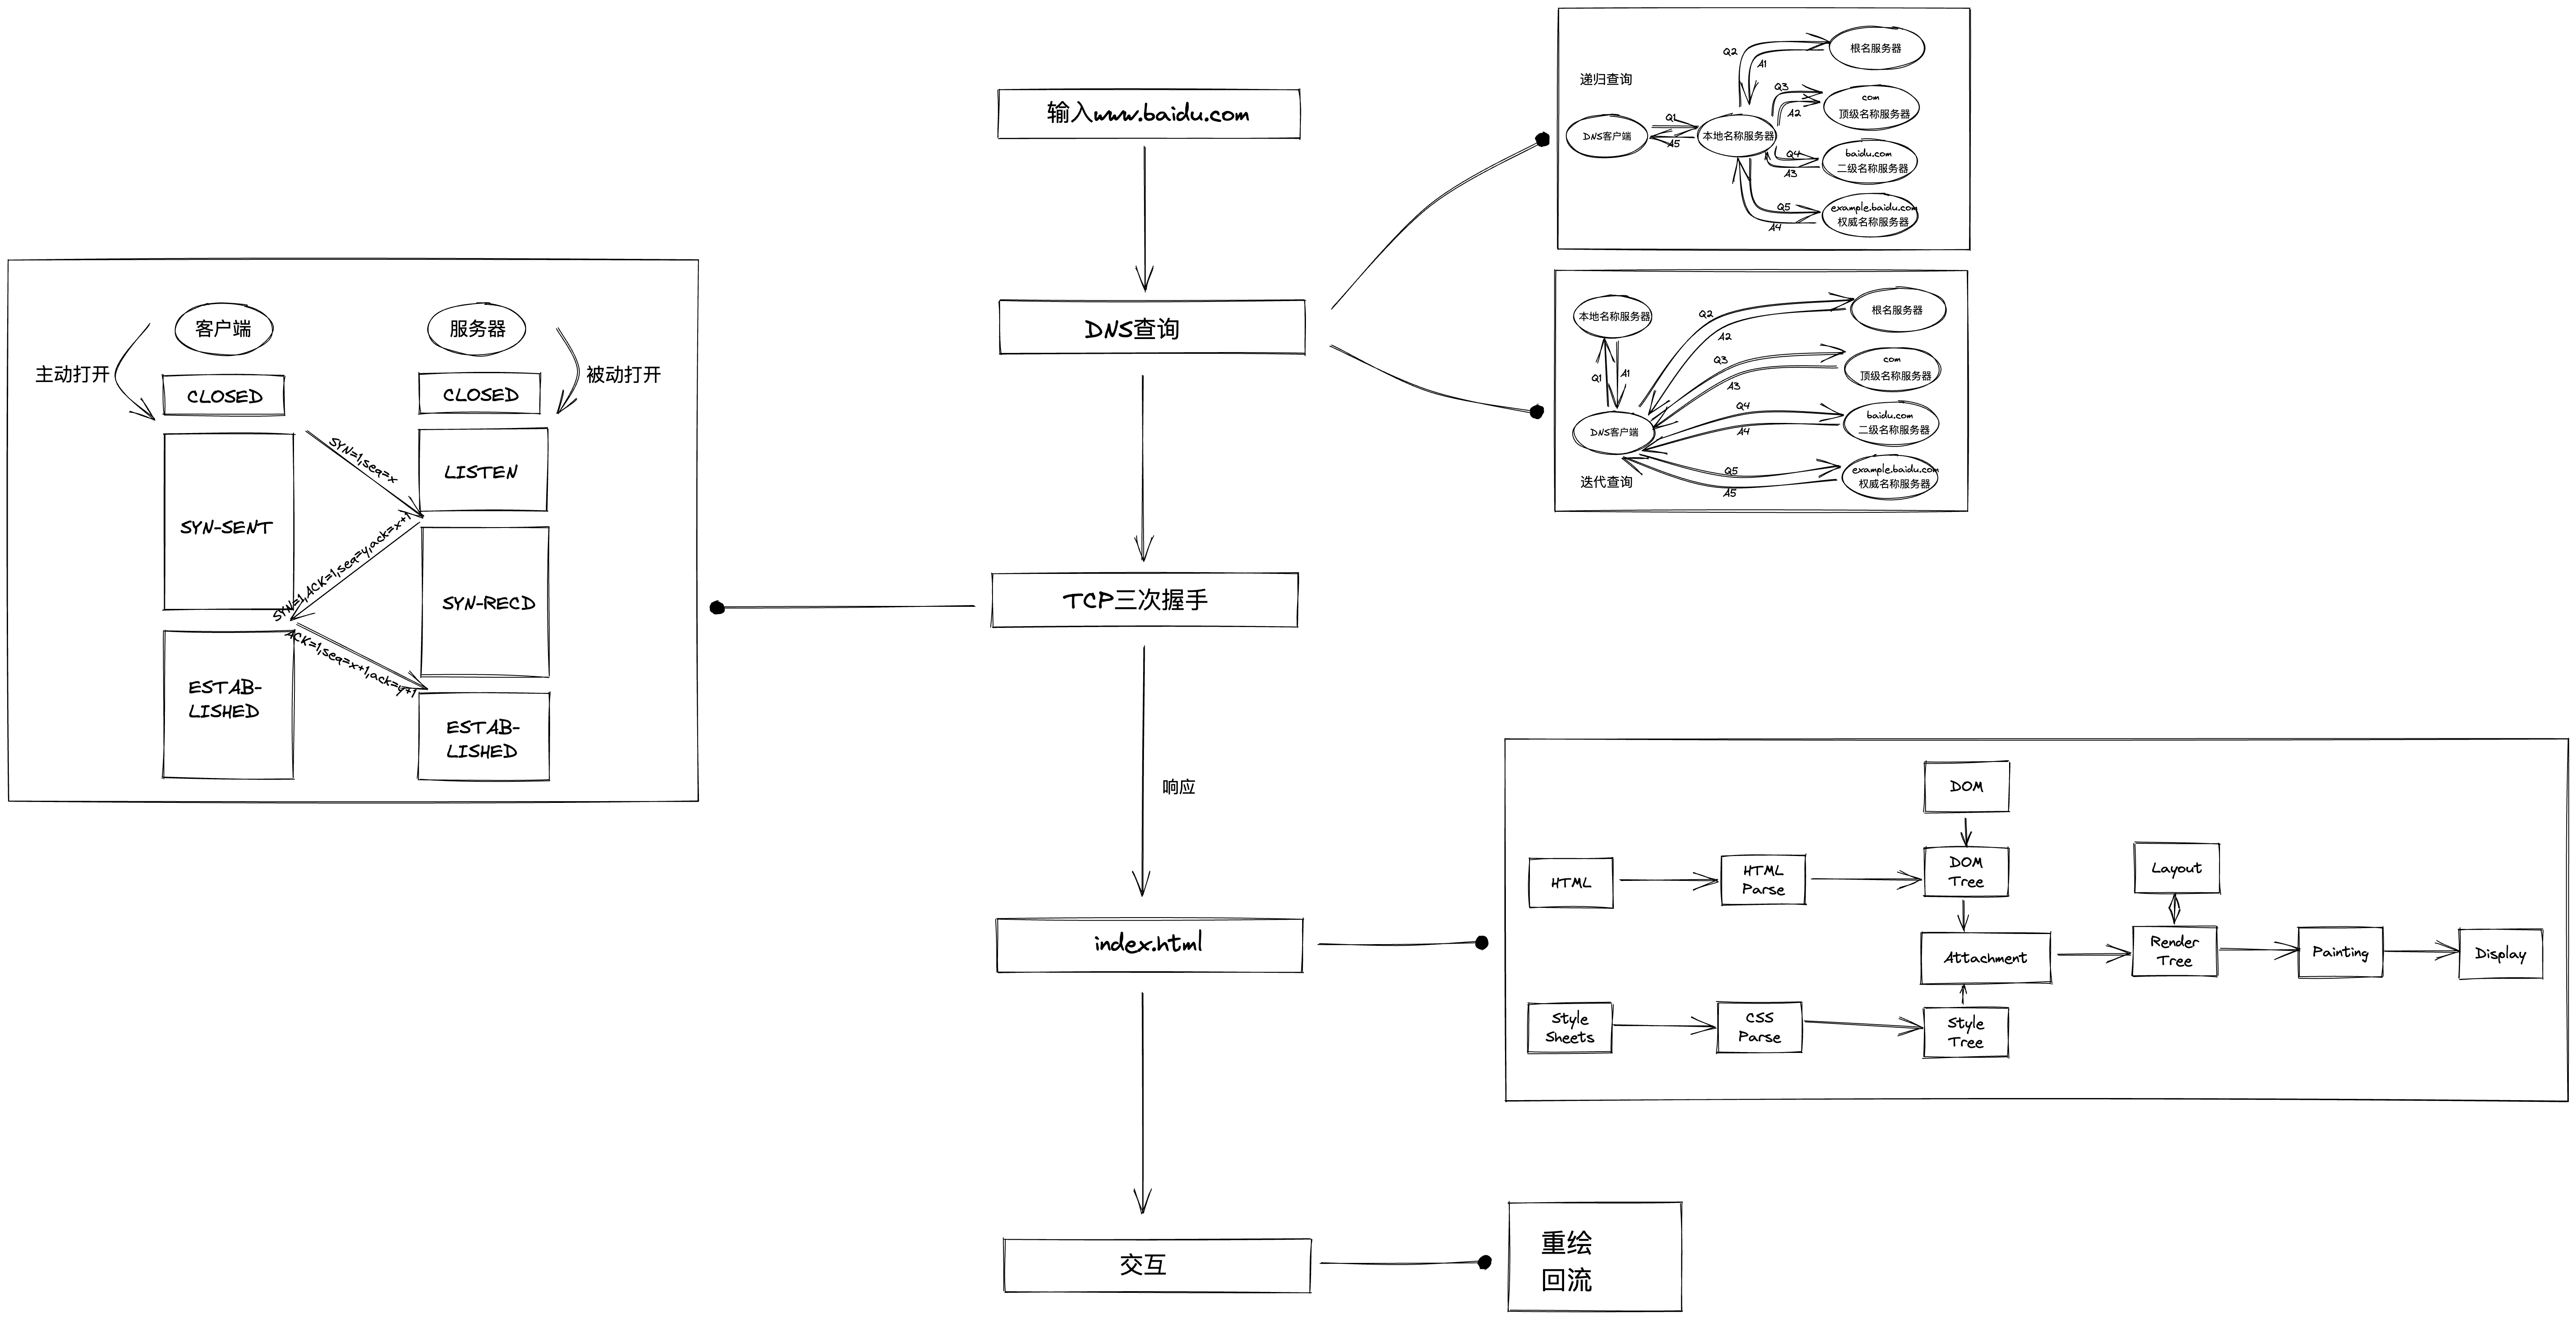 输入www.baidu.com
DNS查询
TCP三次握手
响应
index.html
交互
递归查询
DNS客户端
本地名称服务器
根名服务器
com
顶级名称服务器
baidu.com
二级名称服务器
example.baidu.com
权威名称服务器
Q1
A5
Q2
A1
Q3
A2
Q4
A3
Q5
A4
本地名称服务器
DNS客户端
迭代查询
根名服务器
com
顶级名称服务器
baidu.com
二级名称服务器
example.baidu.com
权威名称服务器
Q1
A1
Q2
A2
Q3
A3
Q4
A4
Q5
A5
客户端
服务器
主动打开
被动打开
CLOSED
CLOSED
SYN-SENT
LISTEN
SYN-RECD
ESTAB-
LISHED
ESTAB-
LISHED
SYN=1,seq=x
SYN=1,ACK=1,seq=y,ack=x+1
ACK=1,seq=x+1,ack=y+1
DOM
HTML
HTML
Parse
DOM
Tree
Layout
Attachment
Render
Tree
Painting
Display
Style
Sheets
CSS
Parse
Style
Tree
重绘
回流